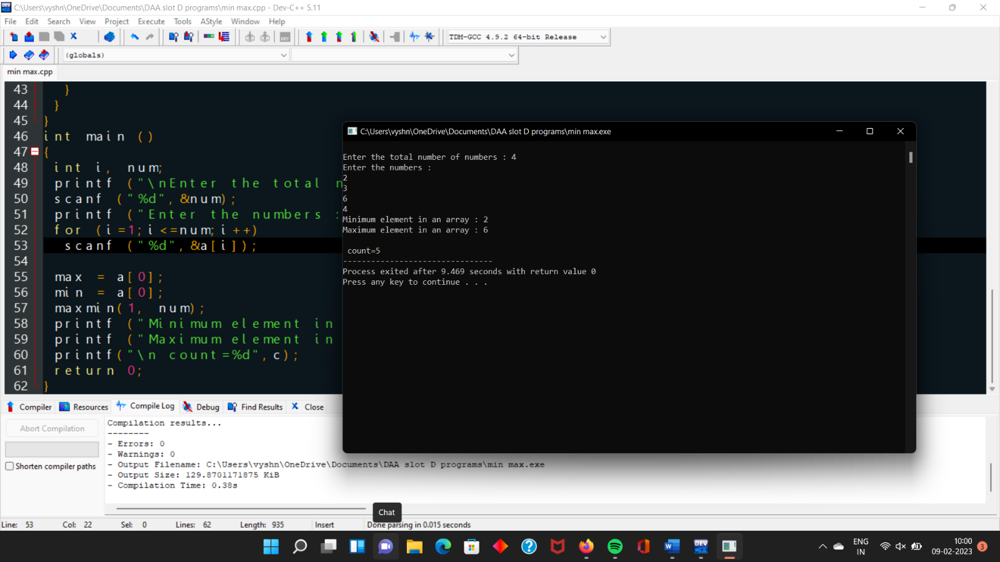 C:\Users\vyshn\OneDrive\Documents\DAA slot D programs\min max.cpp - Dev-C++ 5.11
File Edit Search View Project Execute Tools AStyle Window Help
TDM-GCC 4.9.2 64-bit Release
(globals)
min max.cpp
43 }
44 }
45 }
46 int main ()
47 {
48 int i, num;
49 printf ("\nEnter the total n
50 scanf ("%d", &num);
51 printf ("Enter the numbers :
52 for (i =1; i <=num; i ++)
53 scanf ("%d", &a[i]);
54
55 max = a[0];
56 min = a[0];
57 maxmin(1, num);
58 printf ("Minimum element in
59 printf ("Maximum element in
60 printf("\n count=%d", c);
61 return 0;
62 }
C:\Users\vyshn\OneDrive\Documents\DAA slot D programs\min max.exe
Enter the total number of numbers : 4
Enter the numbers :
2
3
6
4
Minimum element in an array : 2
Maximum element in an array : 6
count=5
--------------------------------
Process exited after 9.469 seconds with return value 0
Press any key to continue . . .
Compiler Resources Compile Log Debug Find Results Close
Abort Compilation
Shorten compiler paths
Compilation results...
--------
- Errors: 0
- Warnings: 0
- Output Filename: C:\Users\vyshn\OneDrive\Documents\DAA slot D programs\min max.exe
- Output Size: 129.8701171875 KiB
- Compilation Time: 0.38s
Chat
Line: 53 Col: 22 Sel: 0 Lines: 62 Length: 935 Insert Done parsing in 0.015 seconds
W DEV
ENG
IN
10:00
09-02-2023
3